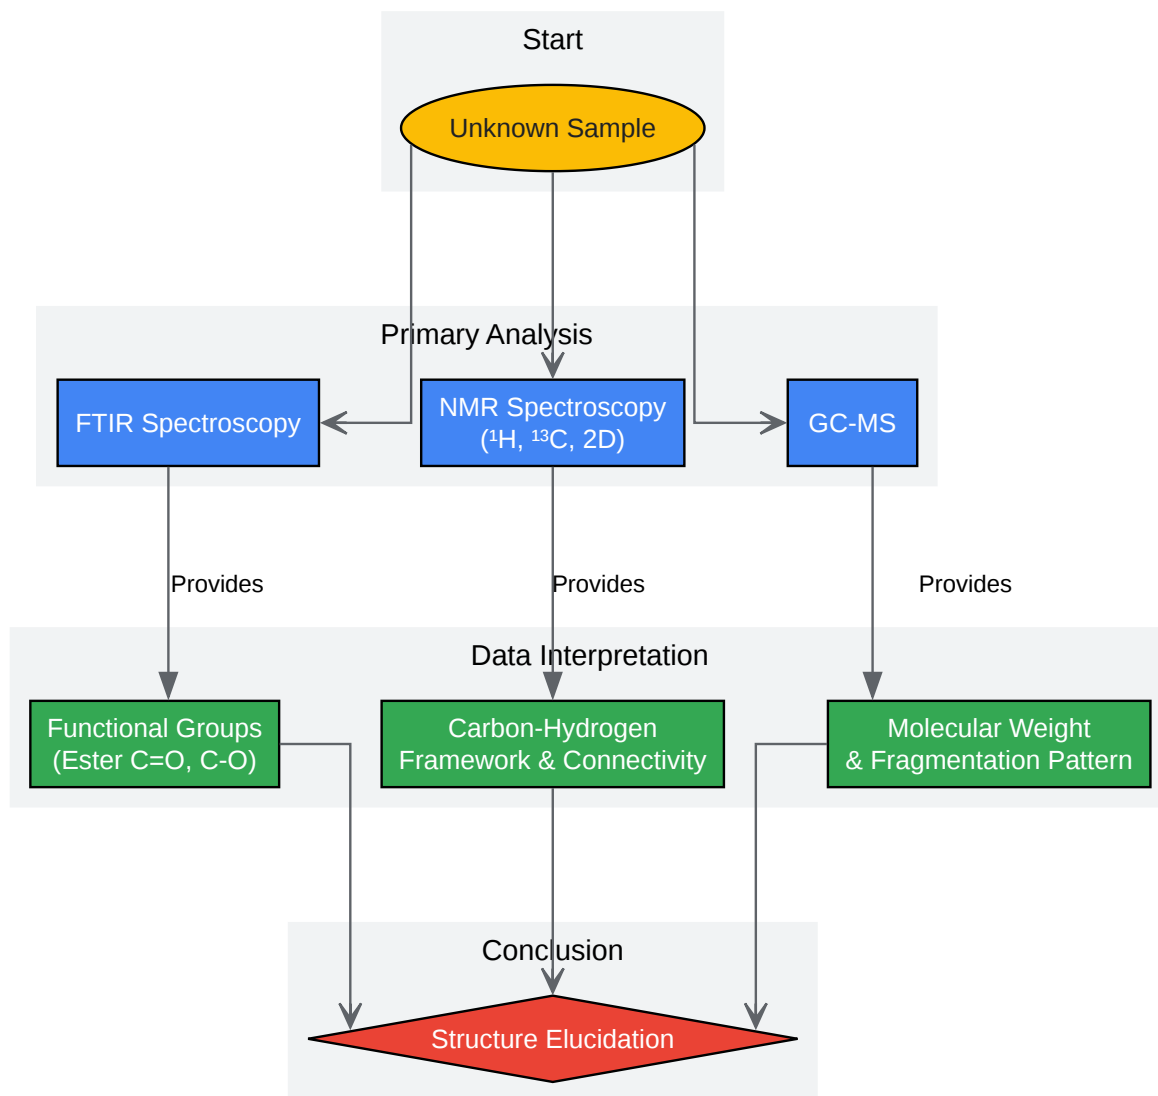 Start
Unknown Sample
Primary Analysis
FTIR Spectroscopy
NMR Spectroscopy
(¹H, ¹³C, 2D)
GC-MS
Provides
Provides
Provides
Data Interpretation
Functional Groups
(Ester C=O, C-O)
Carbon-Hydrogen
Framework & Connectivity
Molecular Weight
& Fragmentation Pattern
Conclusion
Structure Elucidation